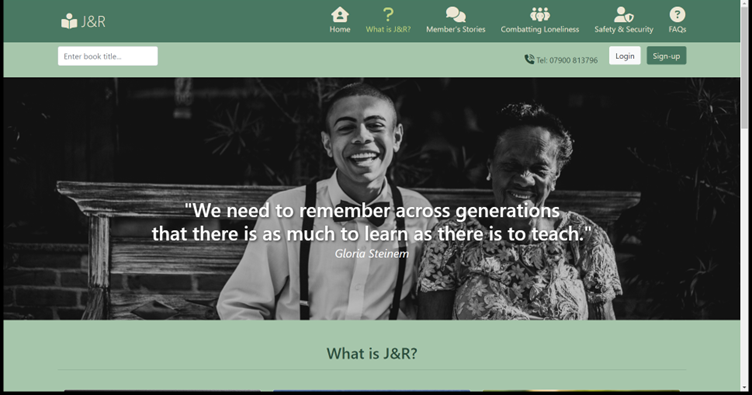 J&R
Home
What is J&R?
Member's Stories
Combatting Loneliness
Safety & Security
FAQs
Enter book title...
Tel: 07900 813796
Login
Sign-up
"We need to remember across generations
that there is as much to learn as there is to teach."
Gloria Steinem
What is J&R?